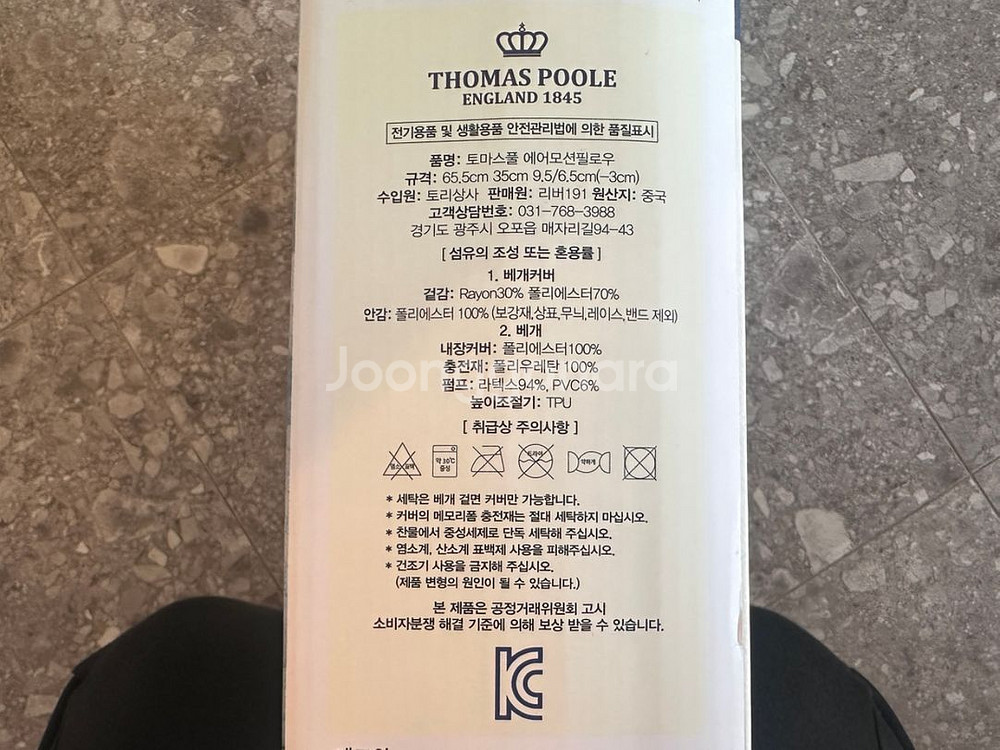 THOMAS POOLE
ENGLAND 1845
전기용품 및 생활용품 안전관리법에 의한 품질표시
품명: 토마스풀 에어모션필로우
규격: 65.5cm 35cm 9.5/6.5cm(-3cm)
수입원: 토리상사 판매원: 리버191 원산지: 중국
고객상담번호: 031-768-3988
경기도 광주시 오포읍 매자리길94-43
[ 섬유의 조성 또는 혼용률 ]
1. 베개커버
겉감: Rayon30% 폴리에스터70%
안감: 폴리에스터 100% (보강재,상표,무늬,레이스,밴드 제외)
2. 베개
내장커버: 폴리에스터100%
충전재: 폴리우레탄 100%
펌프: 라텍스94%, PVC6%
높이조절기: TPU
[ 취급상 주의사항 ]
염소 표백
약 30℃
중성
드라이
약하게
* 세탁은 베개 겉면 커버만 가능합니다.
* 커버의 메모리폼 충전재는 절대 세탁하지 마십시오.
* 찬물에서 중성세제로 단독 세탁해 주십시오.
* 염소계, 산소계 표백제 사용을 피해주십시오.
* 건조기 사용을 금지해 주십시오.
(제품 변형의 원인이 될 수 있습니다.)
본 제품은 공정거래위원회 고시
소비자분쟁 해결 기준에 의해 보상 받을 수 있습니다.